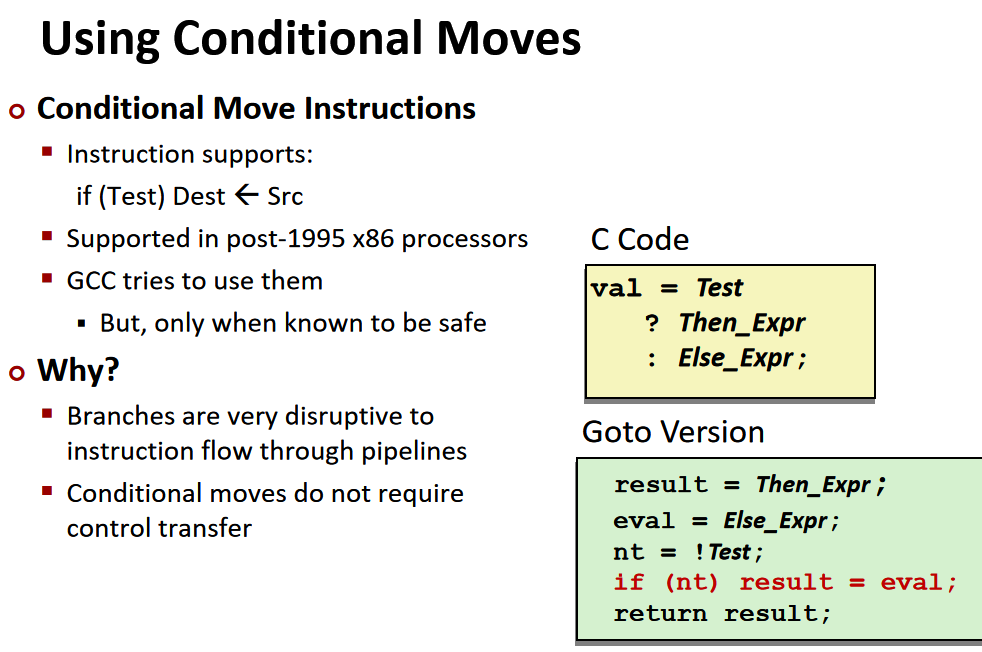 Using Conditional Moves
Conditional Move Instructions
Instruction supports:
if (Test) Dest ← Src
Supported in post-1995 x86 processors
GCC tries to use them
But, only when known to be safe
Why?
Branches are very disruptive to
instruction flow through pipelines
Conditional moves do not require
control transfer
C Code
val = Test
? Then_Expr
: Else_Expr;
Goto Version
result = Then_Expr;
eval = Else_Expr;
nt = !Test;
if (nt) result = eval;
return result;